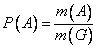 P(A) = m(A) / m(G)